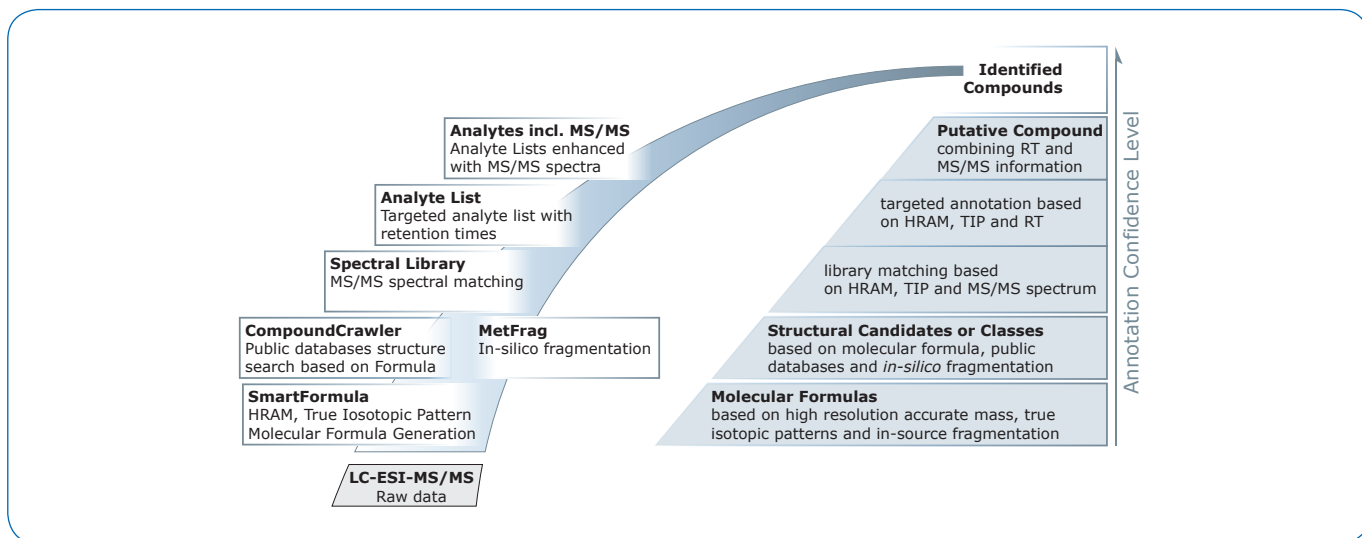 Identified
Compounds
Analytes incl. MS/MS
Analyte Lists enhanced
with MS/MS spectra
Putative Compound
combining RT and
MS/MS information
Analyte List
Targeted analyte list with
retention times
targeted annotation based
on HRAM, TIP and RT
Spectral Library
MS/MS spectral matching
library matching based
on HRAM, TIP and MS/MS spectrum
CompoundCrawler
Public databases structure
search based on Formula
MetFrag
In-silico fragmentation
Structural Candidates or Classes
based on molecular formula, public
databases and in-silico fragmentation
SmartFormula
HRAM, True Iosotopic Pattern
Molecular Formula Generation
Molecular Formulas
based on high resolution accurate mass, true
isotopic patterns and in-source fragmentation
LC-ESI-MS/MS
Raw data
Annotation Confidence Level